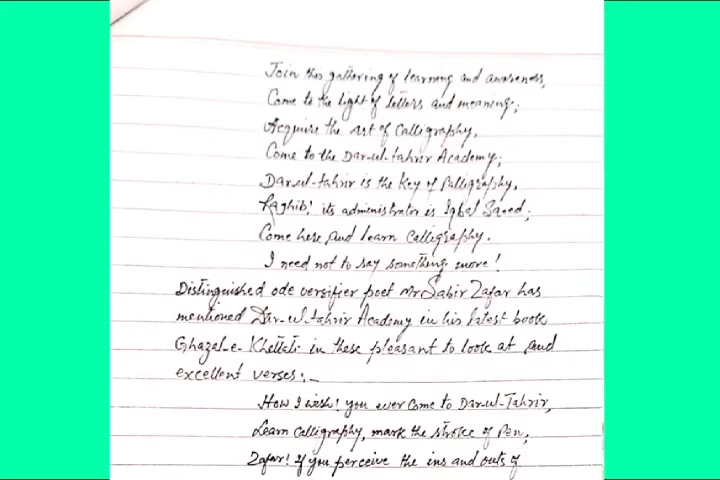 Join this gathering of learning and awareness,
Come to the light of letters and meaning;
Acquire the art of Calligraphy,
Come to the Dar-ul-tahrir Academy;
Dar-ul-tahrir is the key of Calligraphy,
Raghib! its administrator is Iqbal Saeed;
Come here and learn Calligraphy.
I need not to say something more!
Distinguished ode versifier poet Mr Sabir Zafar has
mentioned Dar-ul-tahrir Academy in his latest book
Ghazal-e-Khettati in these pleasant to look at and
excellent verses:-
How I wish! you ever come to Dar-ul-Tahrir,
Learn calligraphy, mark the stroke of pen,
Zafar! If you perceive the ins and outs of